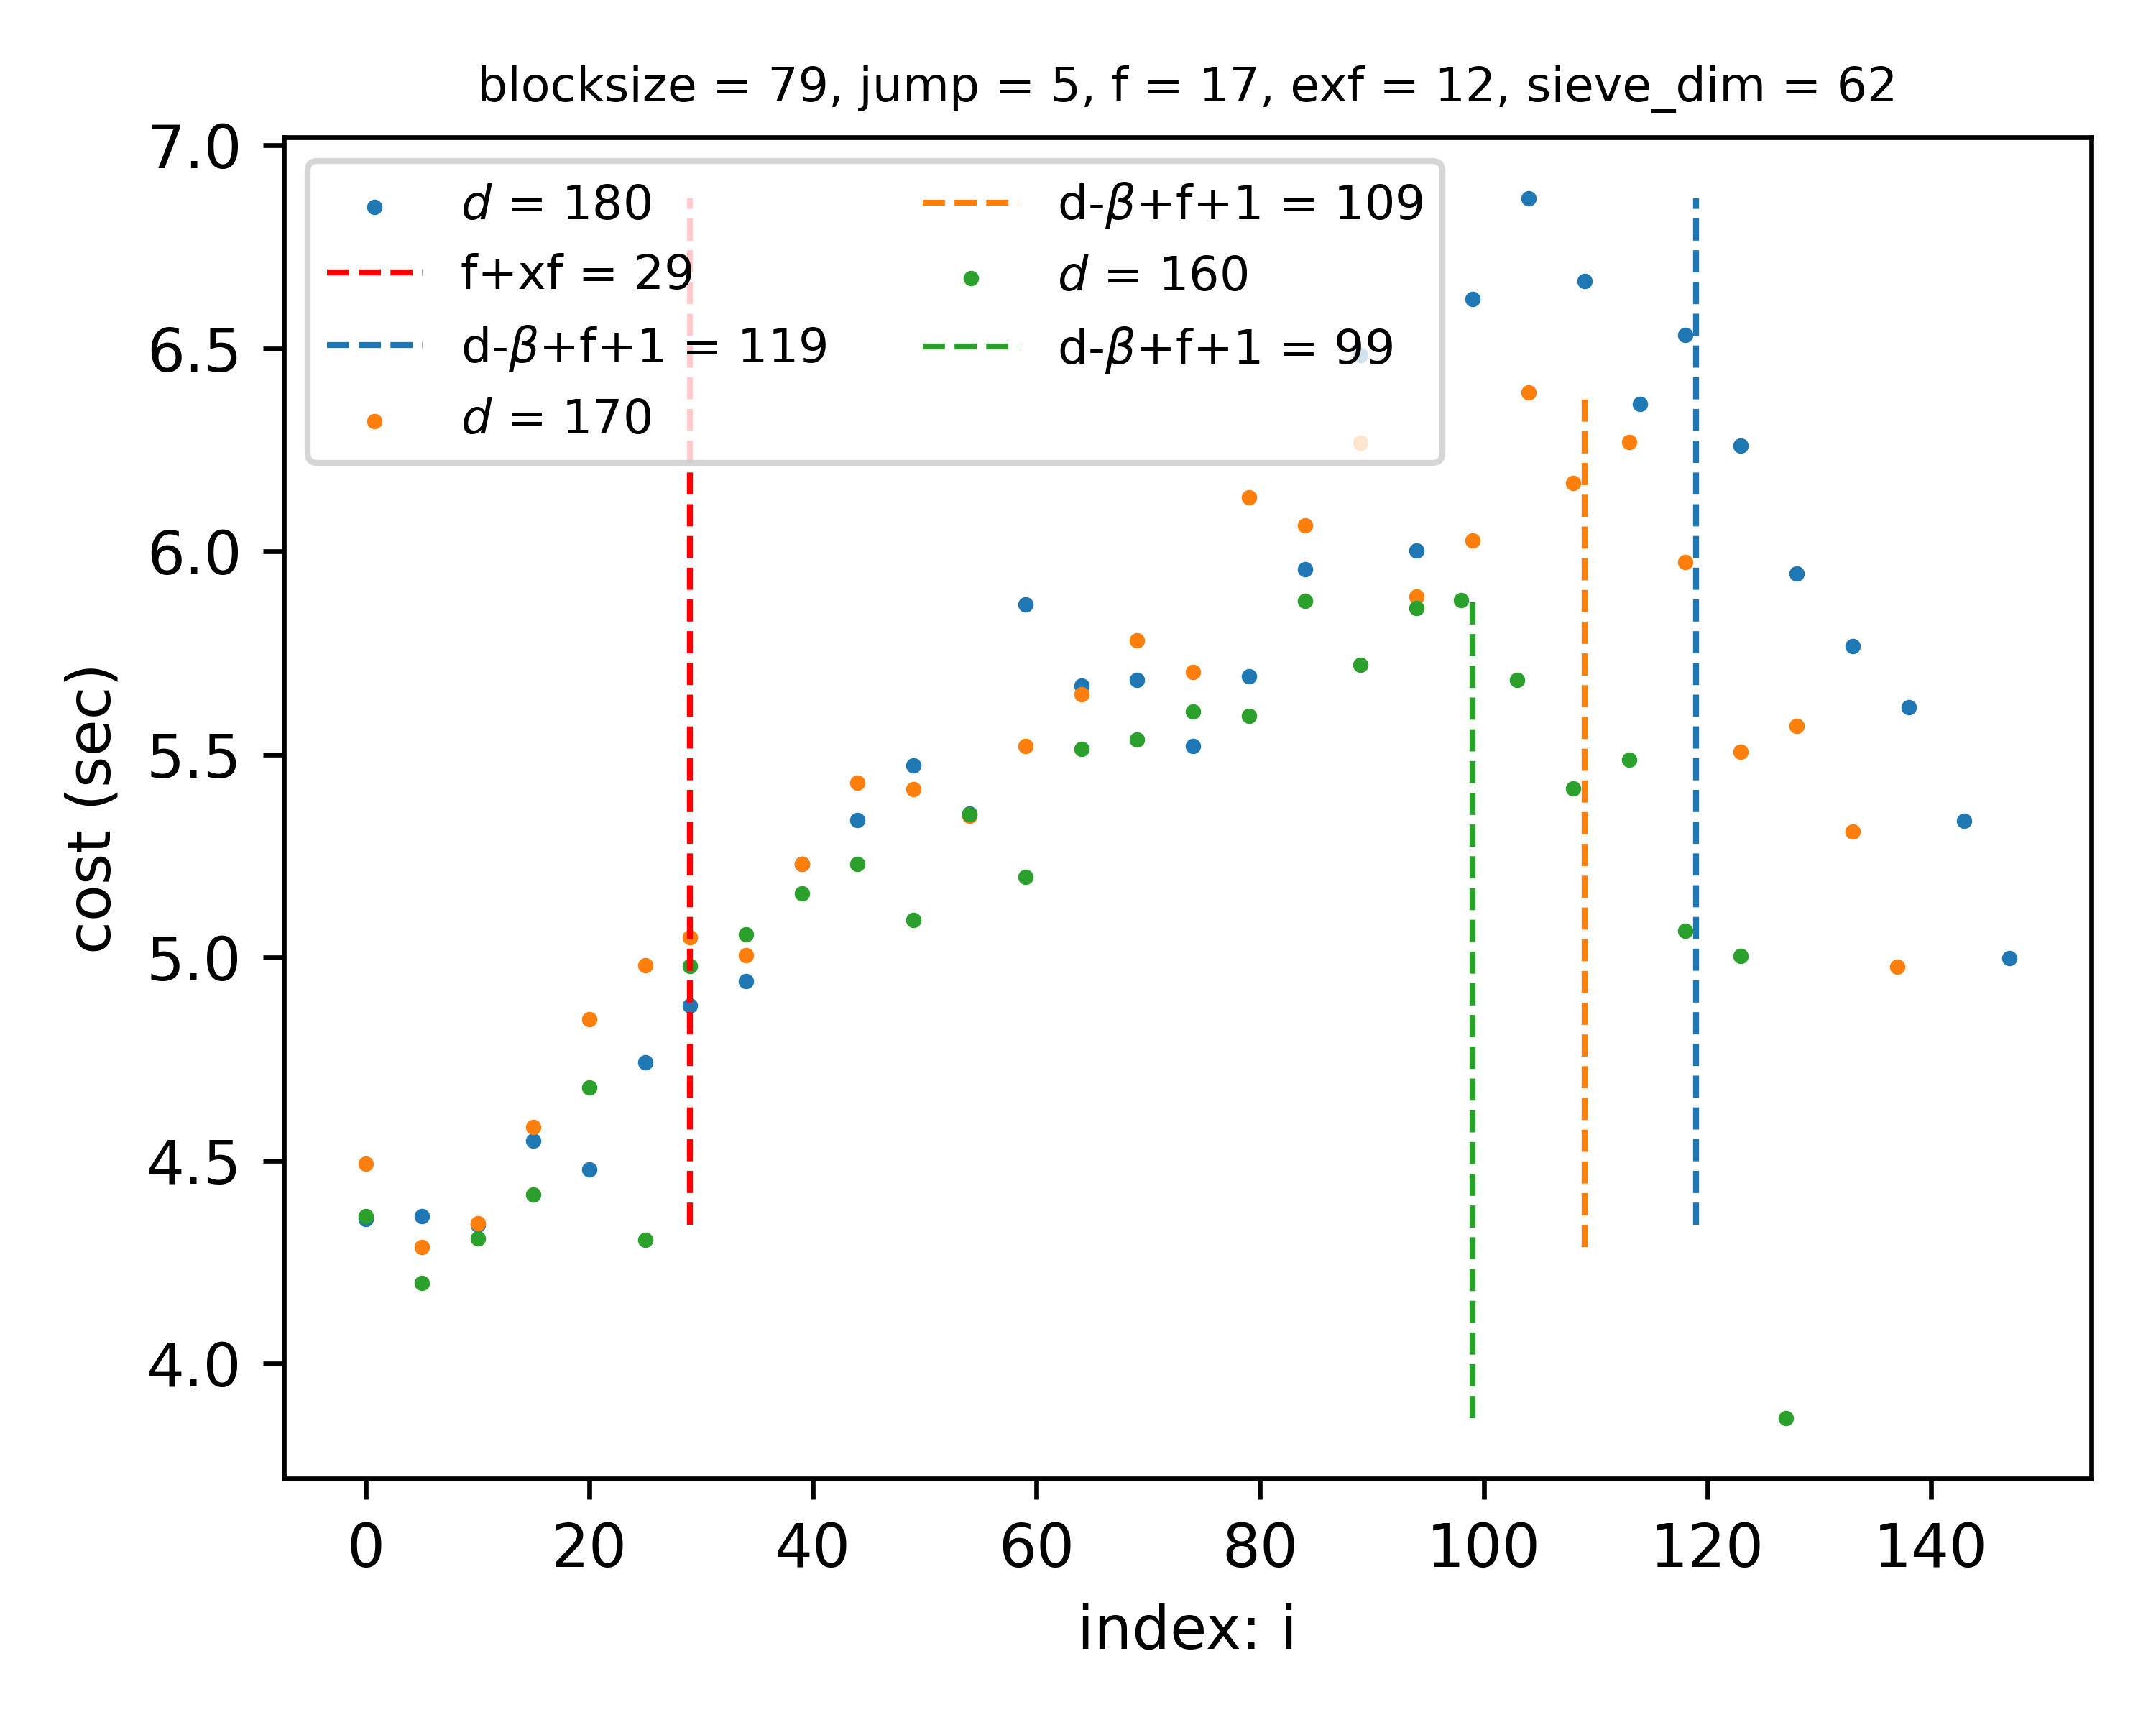 blocksize = 79, jump = 5, f = 17, exf = 12, sieve_dim = 62
7.0
6.5
6.0
5.5
5.0
4.5
4.0
cost (sec)
d = 180
f+xf = 29
d-β+f+1 = 119
d = 170
d-β+f+1 = 109
d = 160
d-β+f+1 = 99
0 20 40 60 80 100 120 140
index: i